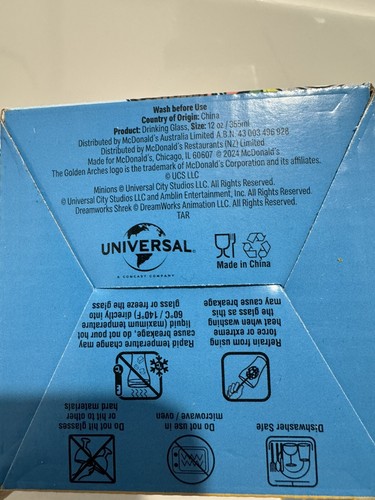 Wash before Use
Country of Origin: China
Product: Drinking Glass, Size: 12 oz / 355ml
Distributed by McDonald's Australia Limited A.B.N. 43 003 496 928
Distributed by McDonald's Restaurants (NZ) Limited
Made for McDonald's, Chicago, IL 60607 © 2024 McDonald's
The Golden Arches logo is the trademark of McDonald's Corporation and its affiliates.
© UCS LLC
Minions © Universal City Studios LLC. All Rights Reserved.
© Universal City Studios LLC and Amblin Entertainment, Inc. All Rights Reserved.
Dreamworks Shrek © DreamWorks Animation LLC. All Rights Reserved.
TAR
UNIVERSAL
A COMCAST COMPANY
Made in China
Rapid temperature change may
cause breakage, do not pour hot
liquid (maximum temperature
60°C / 140°F) directly into
glass or freeze the glass
Refrain from using
force or extreme
heat when washing
the glass as this
may cause breakage
Do not hit glasses
or to hit to other
hard materials
Do not use in
microwave / oven
Dishwasher Safe